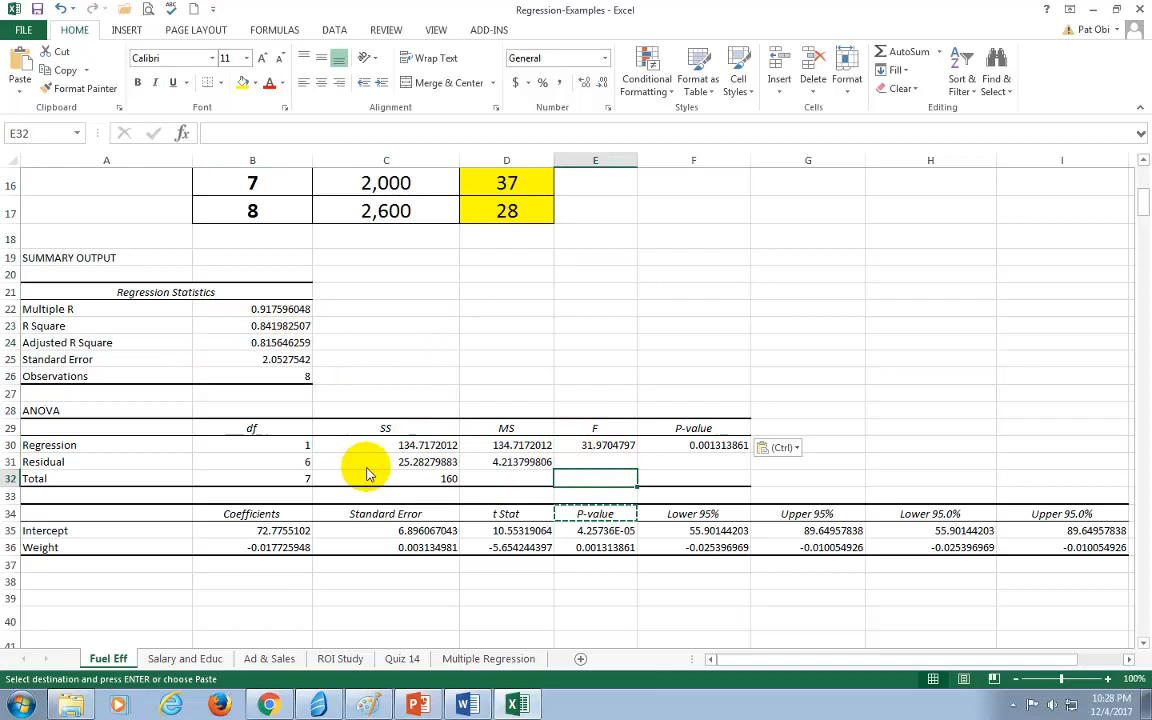 Regression-Examples - Excel
FILE HOME INSERT PAGE LAYOUT FORMULAS DATA REVIEW VIEW ADD-INS Pat Obi
Paste Cut Copy Format Painter Clipboard
Calibri 11 B I U A Font
Wrap Text Merge & Center Alignment
General $ % , Number
Conditional Formatting Format as Table Cell Styles Styles
Insert Delete Format Cells
AutoSum Fill Clear Sort & Filter Find & Select Editing
E32 fx
A B C D E F G H I
16 7 2,000 37
17 8 2,600 28
18
19 SUMMARY OUTPUT
20
21 Regression Statistics
22 Multiple R 0.917596048
23 R Square 0.841982507
24 Adjusted R Square 0.815646259
25 Standard Error 2.0527542
26 Observations 8
27
28 ANOVA
29 df SS MS F P-value
30 Regression 1 134.7172012 134.7172012 31.9704797 0.001313861 (Ctrl)
31 Residual 6 25.28279883 4.213799806
32 Total 7 160
33
34 Coefficients Standard Error t Stat P-value Lower 95% Upper 95% Lower 95.0% Upper 95.0%
35 Intercept 72.7755102 6.896067043 10.55319064 4.25736E-05 55.90144203 89.64957838 55.90144203 89.64957838
36 Weight -0.017725948 0.003134981 -5.654244397 0.001313861 -0.025396969 -0.010054926 -0.025396969 -0.010054926
37
38
39
40
41
Fuel Eff Salary and Educ Ad & Sales ROI Study Quiz 14 Multiple Regression
Select destination and press ENTER or choose Paste 100%
10:28 PM
12/4/2017